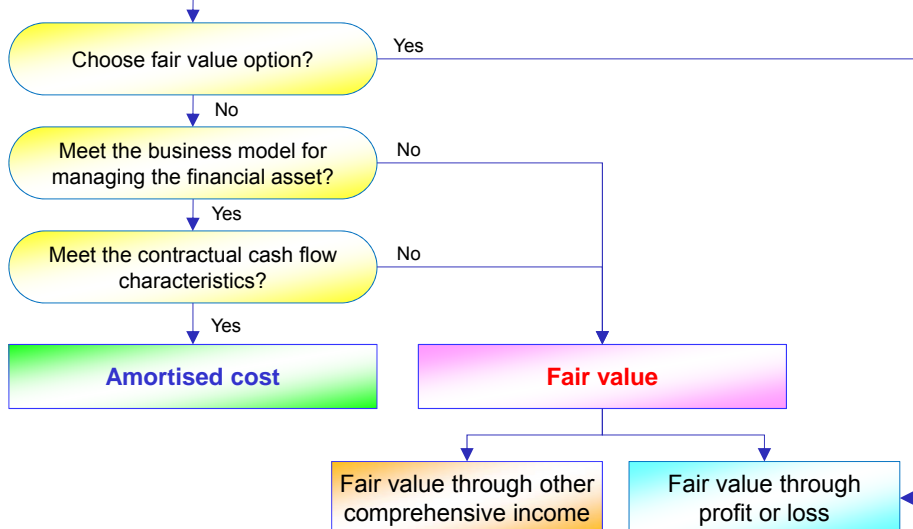 Choose fair value option?
Yes
No
Meet the business model for
managing the financial asset?
No
Yes
Meet the contractual cash flow
characteristics?
No
Yes
Amortised cost
Fair value
Fair value through other
comprehensive income
Fair value through
profit or loss